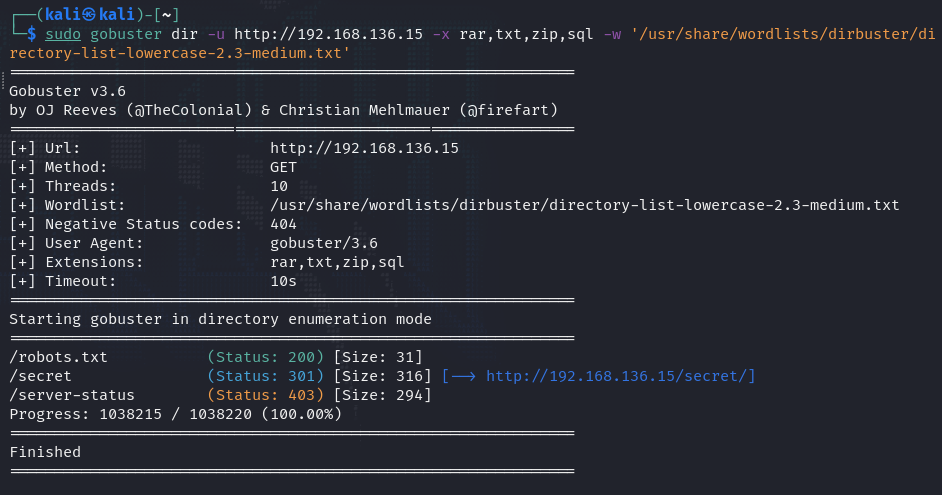 ┌──(kali㉿kali)-[~]
└─$ sudo gobuster dir -u http://192.168.136.15 -x rar,txt,zip,sql -w '/usr/share/wordlists/dirbuster/di
rectory-list-lowercase-2.3-medium.txt'
===============================================================
Gobuster v3.6
by OJ Reeves (@TheColonial) & Christian Mehlmauer (@firefart)
===============================================================
[+] Url:                     http://192.168.136.15
[+] Method:                  GET
[+] Threads:                 10
[+] Wordlist:                /usr/share/wordlists/dirbuster/directory-list-lowercase-2.3-medium.txt
[+] Negative Status codes:   404
[+] User Agent:              gobuster/3.6
[+] Extensions:              rar,txt,zip,sql
[+] Timeout:                 10s
===============================================================
Starting gobuster in directory enumeration mode
===============================================================
/robots.txt           (Status: 200) [Size: 31]
/secret               (Status: 301) [Size: 316] [--> http://192.168.136.15/secret/]
/server-status        (Status: 403) [Size: 294]
Progress: 1038215 / 1038220 (100.00%)
===============================================================
Finished
===============================================================